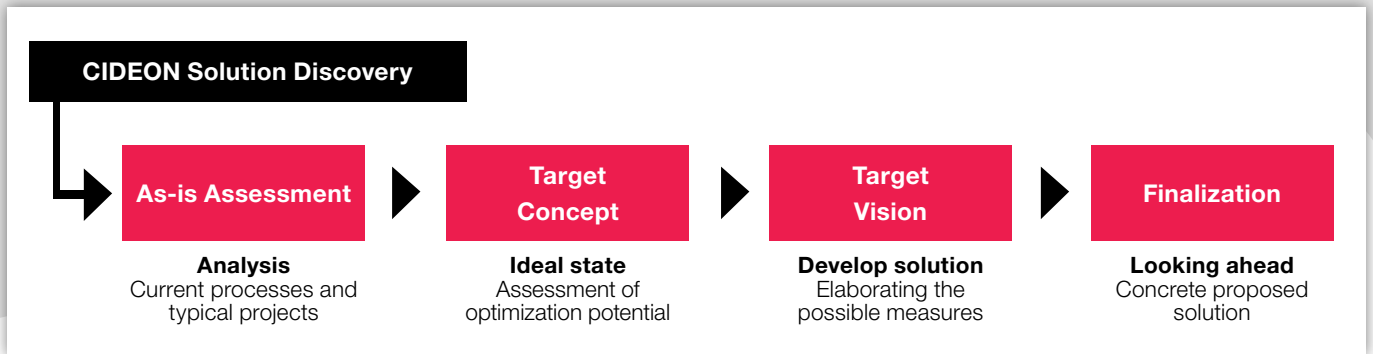 CIDEON Solution Discovery
As-is Assessment
Analysis
Current processes and
typical projects
Target
Concept
Ideal state
Assessment of
optimization potential
Target
Vision
Develop solution
Elaborating the
possible measures
Finalization
Looking ahead
Concrete proposed
solution